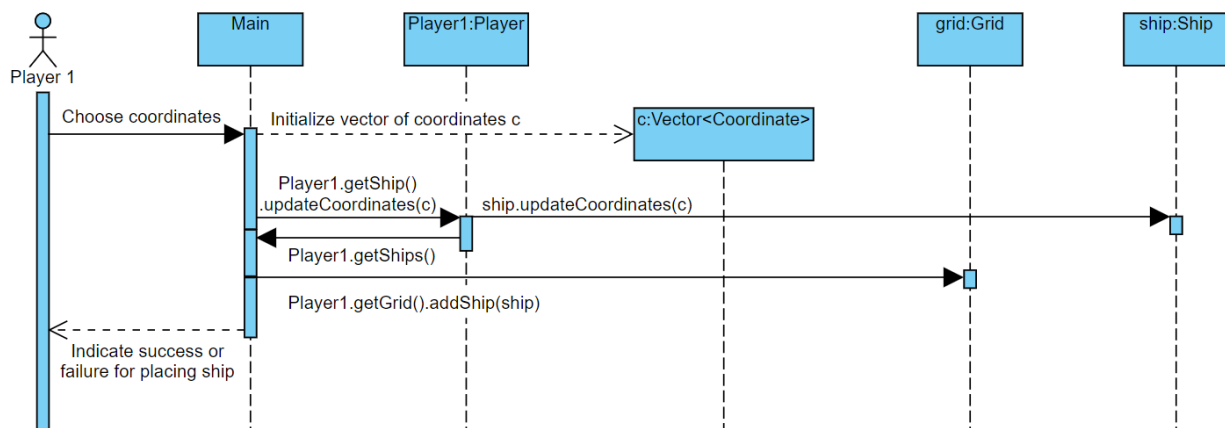 Player 1
Main
Player1:Player
grid:Grid
ship:Ship
Choose coordinates
Initialize vector of coordinates c
c:Vector<Coordinate>
Player1.getShip()
.updateCoordinates(c)
ship.updateCoordinates(c)
Player1.getShips()
Player1.getGrid().addShip(ship)
Indicate success or
failure for placing ship